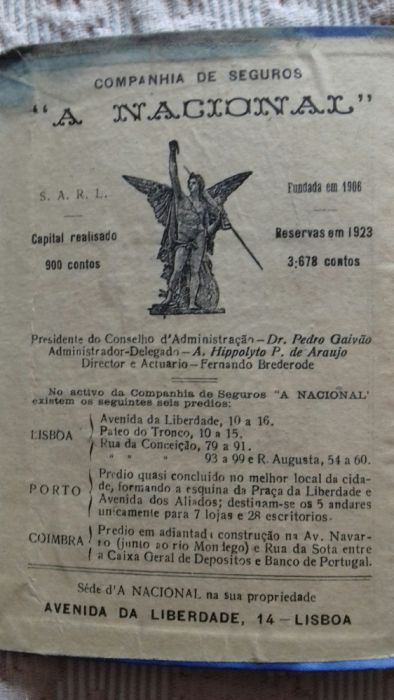 COMPANHIA DE SEGUROS
"A NACIONAL"
S. A. R. L.
Capital realisado
900 contos
Fundada em 1906
Reservas em 1923
3:678 contos
Presidente do Conselho d'Administração—Dr. Pedro Gaivão
Administrador-Delegado—A. Hippolyto P. de Araujo
Director e Actuario—Fernando Brederode
No activo da Companhia de Seguros "A NACIONAL'
existem os seguintes seis predios:
LISBOA
Avenida da Liberdade, 10 a 16.
Pateo do Tronco, 10 a 15.
Rua da Conceição, 79 a 91.
" " " 93 a 99 e R. Augusta, 54 a 60.
PORTO
Predio quasi concluido no melhor local da cida-
de, formando a esquina da Praça da Liberdade e
Avenida dos Aliados; destinam-se os 5 andares
unicamente para 7 lojas e 28 escritorios.
COIMBRA
Predio em adiantada construção na Av. Navar-
ro (junto ao rio Mondego) e Rua da Sota entre
a Caixa Geral de Depositos e Banco de Portugal.
Séde d'A NACIONAL na sua propriedade
AVENIDA DA LIBERDADE, 14—LISBOA